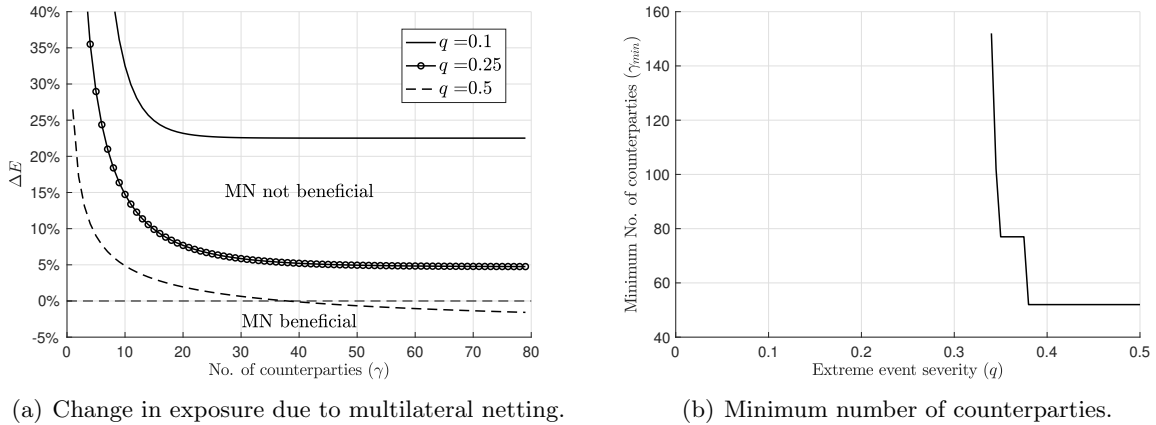 40%
35%
30%
25%
20%
15%
10%
5%
0%
-5%
ΔE
q =0.1
q =0.25
q =0.5
MN not beneficial
MN beneficial
0 10 20 30 40 50 60 70 80
No. of counterparties (γ)
(a) Change in exposure due to multilateral netting.
160
140
120
100
80
60
40
Minimum No. of counterparties (γmin)
0 0.1 0.2 0.3 0.4 0.5
Extreme event severity (q)
(b) Minimum number of counterparties.